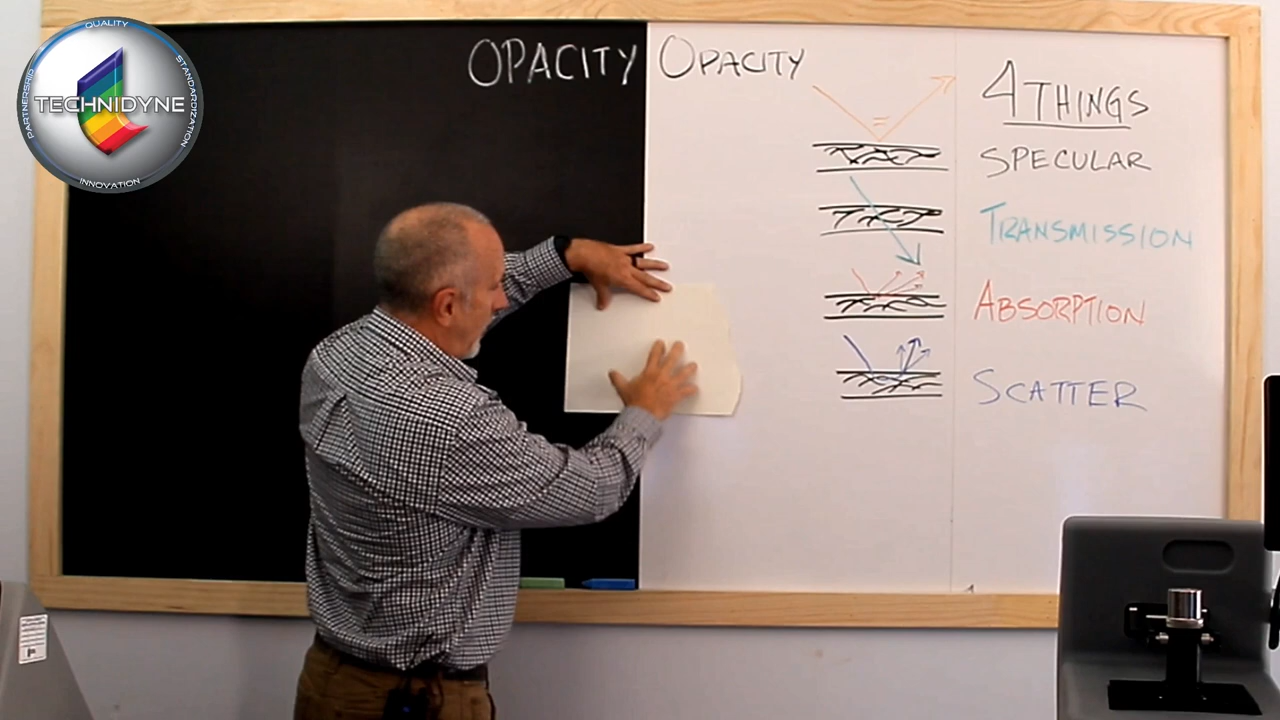 QUALITY
PARTNERSHIP
STANDARDIZATION
TECHNIDYNE
INNOVATION
OPACITY
OPACITY
4 THINGS
SPECULAR
TRANSMISSION
ABSORPTION
SCATTER